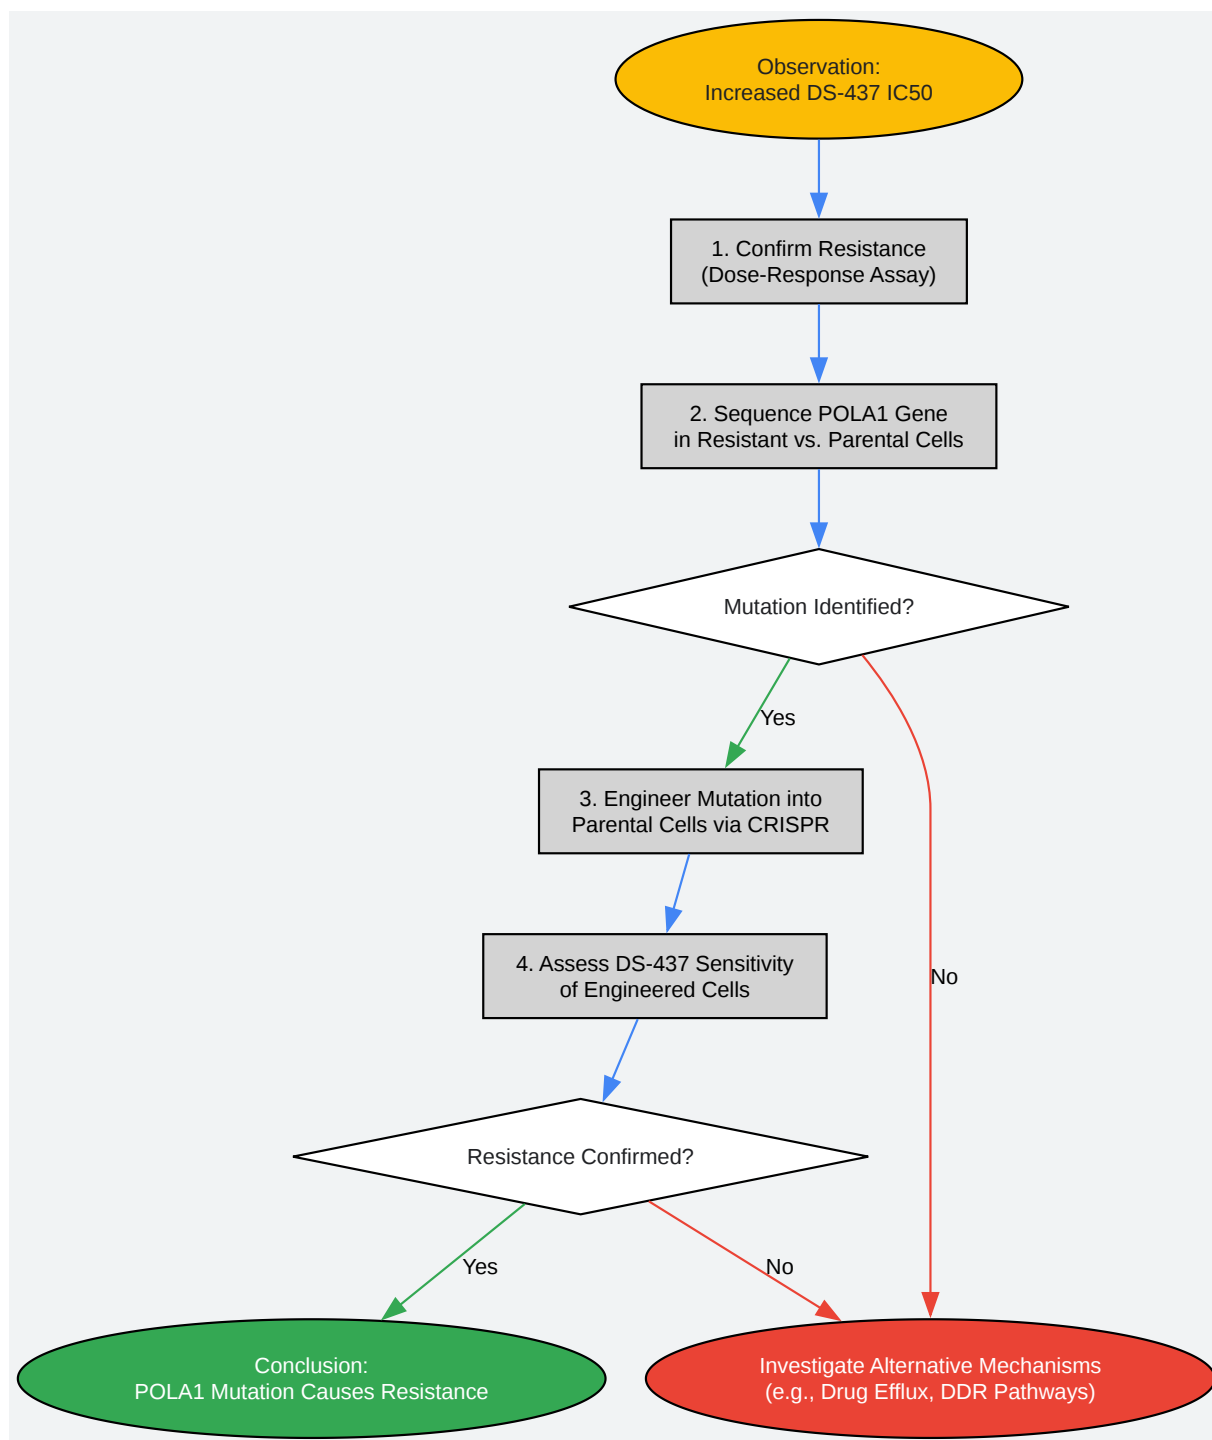 Observation:
Increased DS-437 IC50
1. Confirm Resistance
(Dose-Response Assay)
2. Sequence POLA1 Gene
in Resistant vs. Parental Cells
Mutation Identified?
Yes
3. Engineer Mutation into
Parental Cells via CRISPR
4. Assess DS-437 Sensitivity
of Engineered Cells
No
Resistance Confirmed?
Yes
No
Conclusion:
POLA1 Mutation Causes Resistance
Investigate Alternative Mechanisms
(e.g., Drug Efflux, DDR Pathways)